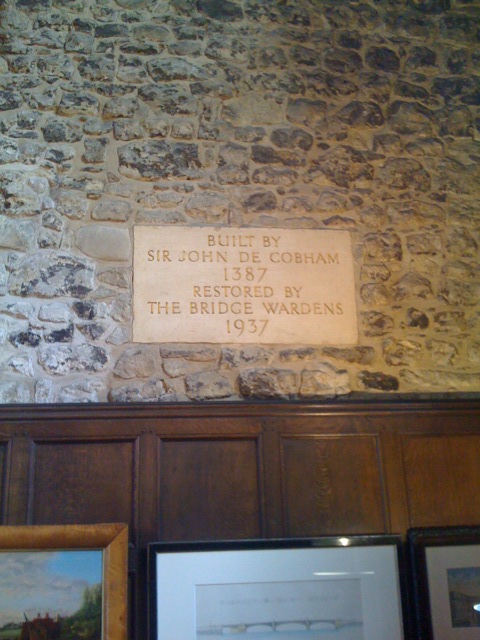 BUILT BY
SIR JOHN DE COBHAM
1387
RESTORED BY
THE BRIDGE WARDENS
1937